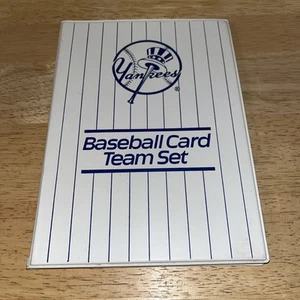 Yankees
®
Baseball Card
Team Set